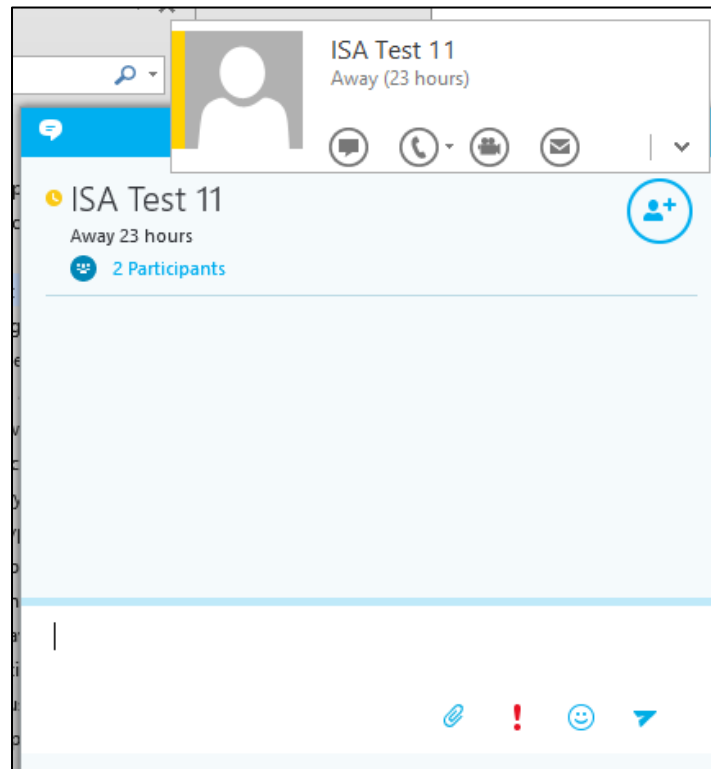 ISA Test 11
Away (23 hours)
ISA Test 11
Away 23 hours
2 Participants